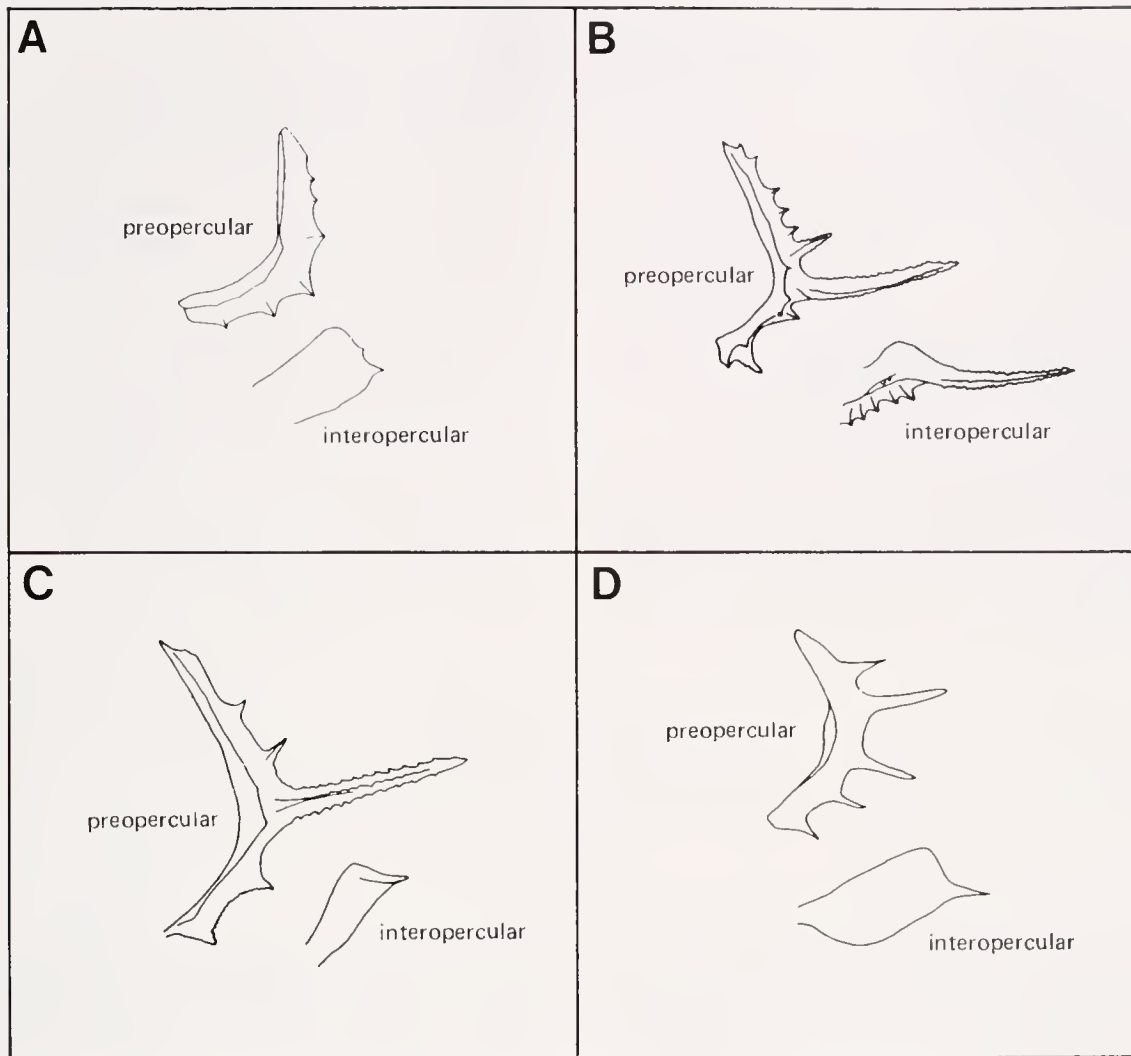 A
preopercular
interopercular
B
preopercular
interopercular
C
preopercular
interopercular
D
preopercular
interopercular